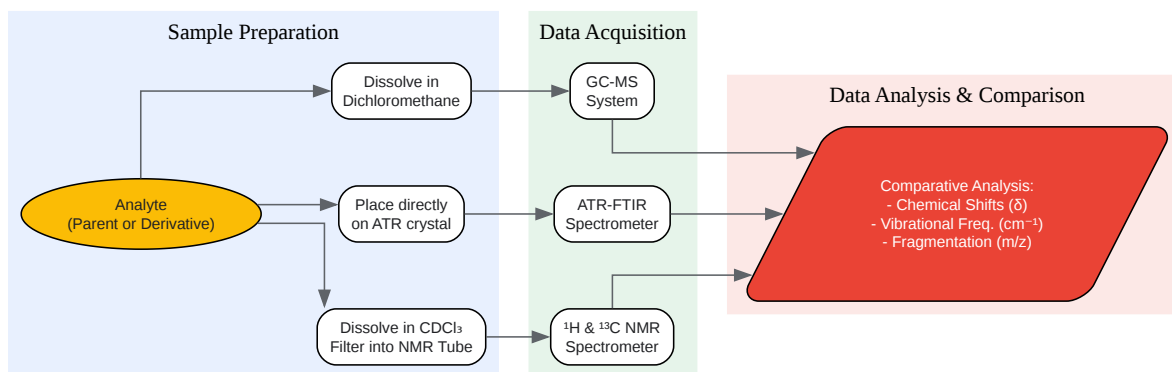 Sample Preparation
Data Acquisition
Data Analysis & Comparison
Dissolve in
Dichloromethane
GC-MS
System
Analyte
(Parent or Derivative)
Place directly
on ATR crystal
ATR-FTIR
Spectrometer
Dissolve in CDCl₃
Filter into NMR Tube
¹H & ¹³C NMR
Spectrometer
Comparative Analysis:
- Chemical Shifts (δ)
- Vibrational Freq. (cm⁻¹)
- Fragmentation (m/z)